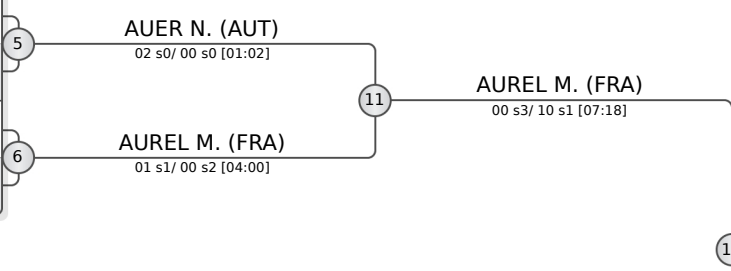 5
AUER N. (AUT)
02 s0/ 00 s0 [01:02]
11
AUREL M. (FRA)
00 s3/ 10 s1 [07:18]
6
AUREL M. (FRA)
01 s1/ 00 s2 [04:00]